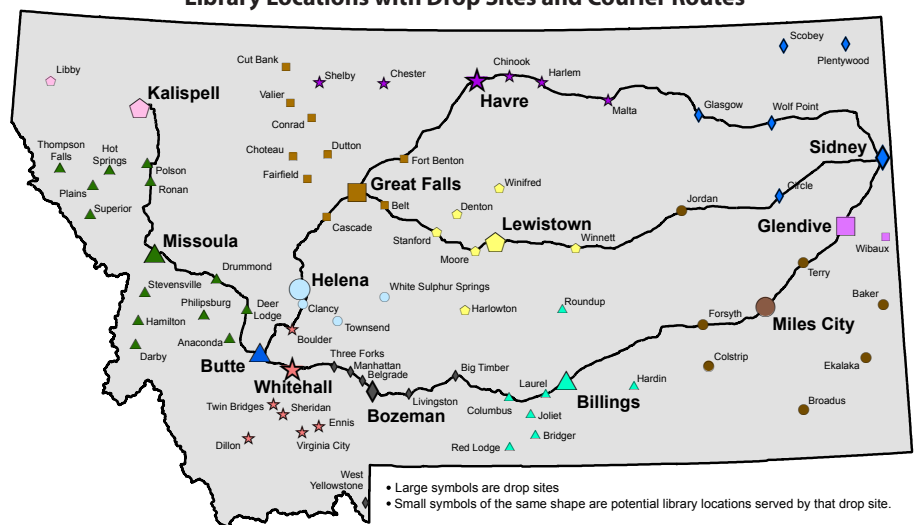 Library Locations with Drop Sites and Courier Routes
Scobey
Plentywood
Libby
Cut Bank
Shelby
Chester
Chinook
Harlem
Kalispell
Havre
Valier
Malta
Glasgow
Wolf Point
Conrad
Thompson
Falls
Hot
Springs
Choteau
Dutton
Fort Benton
Sidney
Polson
Fairfield
Ronan
Great Falls
Winifred
Plains
Belt
Denton
Jordan
Circle
Superior
Cascade
Stanford
Lewistown
Glendive
Missoula
Moore
Winnett
Wibaux
Drummond
Terry
Stevensville
Helena
White Sulphur Springs
Philipsburg
Deer
Lodge
Clancy
Harlowton
Roundup
Baker
Hamilton
Townsend
Forsyth
Miles City
Anaconda
Boulder
Darby
Butte
Three Forks
Manhattan
Belgrade
Big Timber
Colstrip
Ekalaka
Whitehall
Laurel
Hardin
Livingston
Billings
Twin Bridges
Sheridan
Bozeman
Columbus
Joliet
Broadus
Ennis
Dillon
Virginia City
Bridger
Red Lodge
West
Yellowstone
• Large symbols are drop sites
• Small symbols of the same shape are potential library locations served by that drop site.